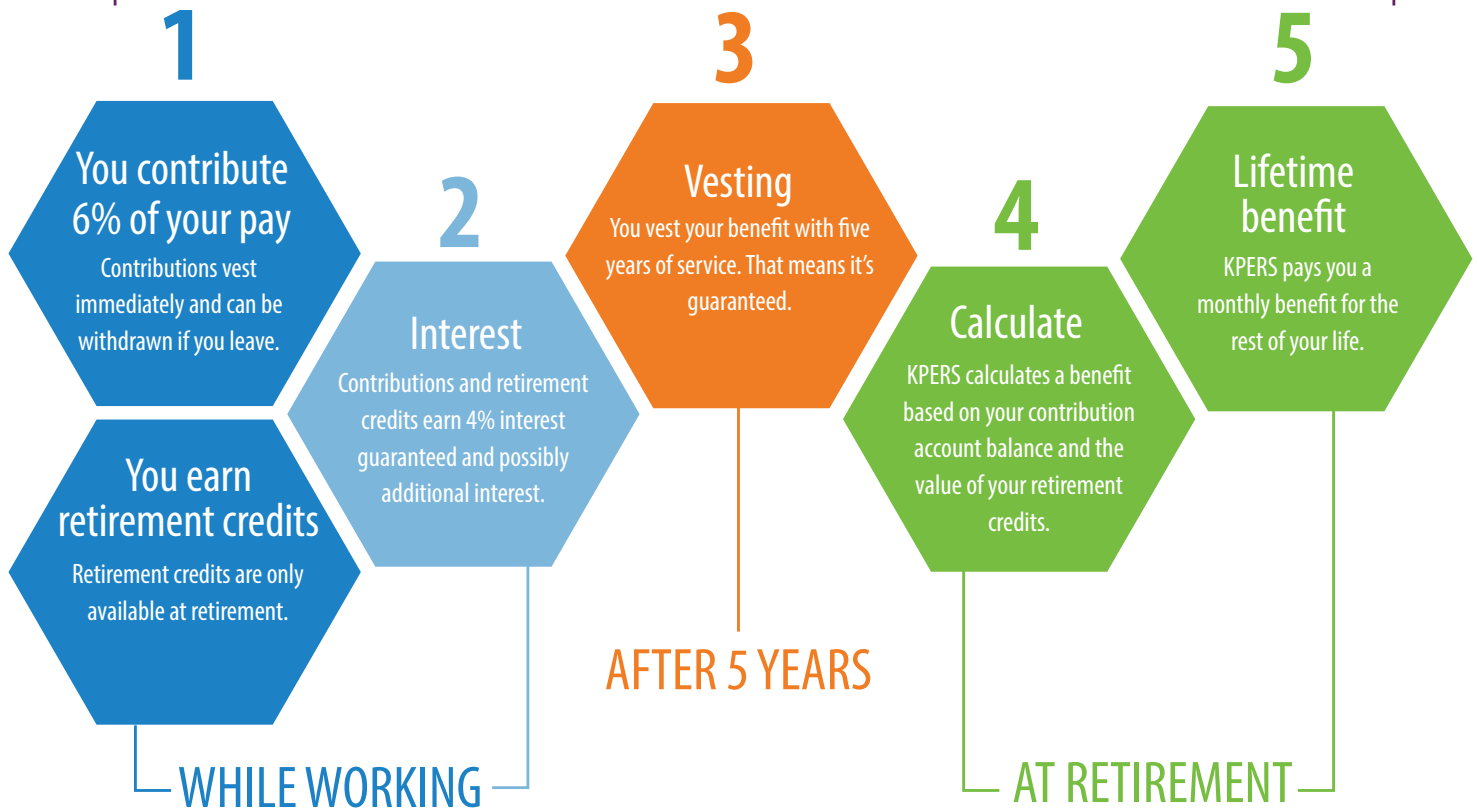 1
You contribute
6% of your pay
Contributions vest
immediately and can be
withdrawn if you leave.
You earn
retirement credits
Retirement credits are only
available at retirement.
2
Interest
Contributions and retirement
credits earn 4% interest
guaranteed and possibly
additional interest.
WHILE WORKING
3
Vesting
You vest your benefit with five
years of service. That means it's
guaranteed.
AFTER 5 YEARS
4
Calculate
KPERS calculates a benefit
based on your contribution
account balance and the
value of your retirement
credits.
5
Lifetime
benefit
KPERS pays you a
monthly benefit for the
rest of your life.
AT RETIREMENT